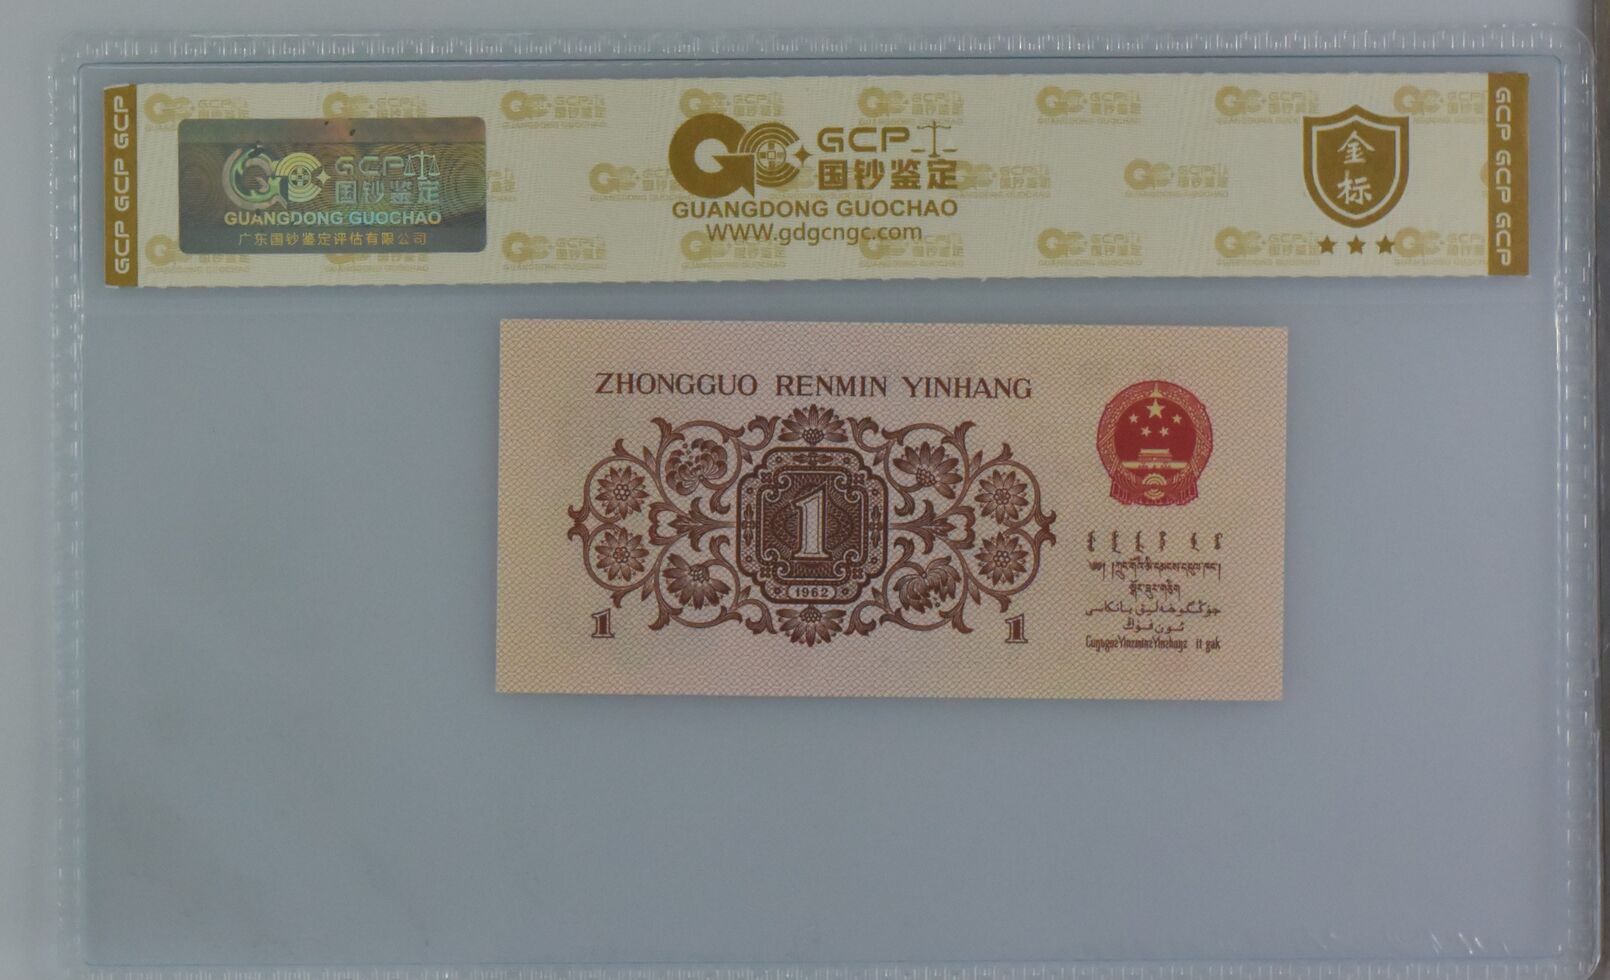 GCP GCP GCP
GCP
国钞鉴定
GUANGDONG GUOCHAO
广东国钞鉴定评估有限公司
GCP
国钞鉴定
GUANGDONG GUOCHAO
WWW.gdgcngc.com
金标
GCP GCP GCP
ZHONGGUO RENMIN YINHANG
1
1962
1
1